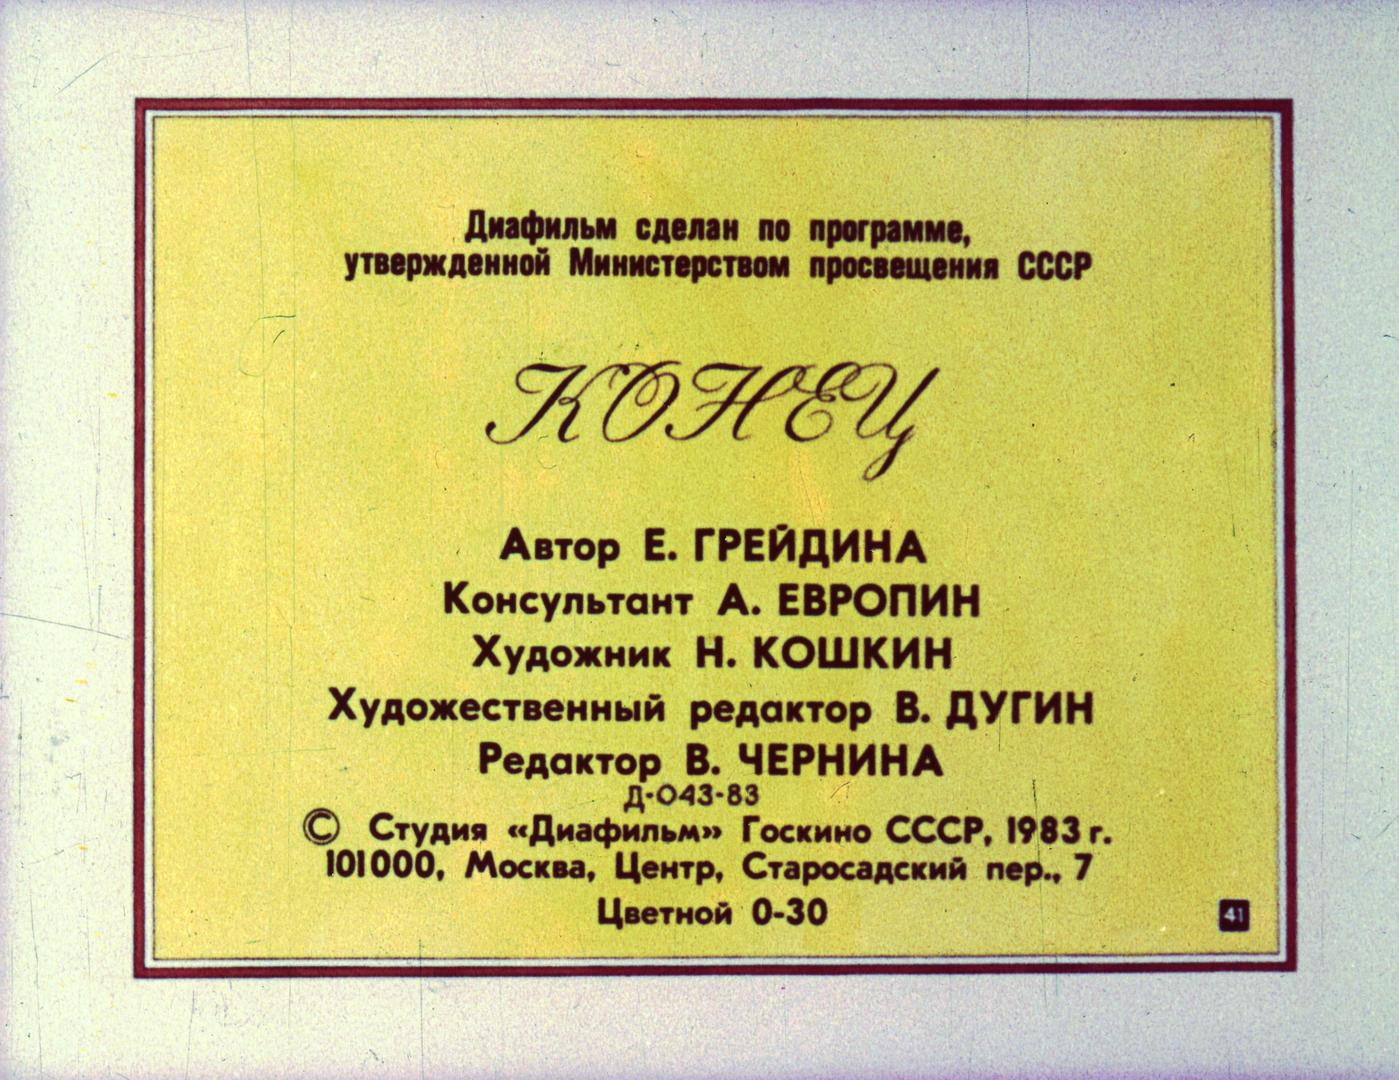 Диафильм сделан по программе,
утвержденной Министерством просвещения СССР
КОНЕЦ
Автор Е. ГРЕЙДИНА
Консультант А. ЕВРОПИН
Художник Н. КОШКИН
Художественный редактор В. ДУГИН
Редактор В. ЧЕРНИНА
Д-043-83
© Студия «Диафильм» Госкино СССР, 1983 г.
101000, Москва, Центр, Старосадский пер., 7
Цветной 0-30
41